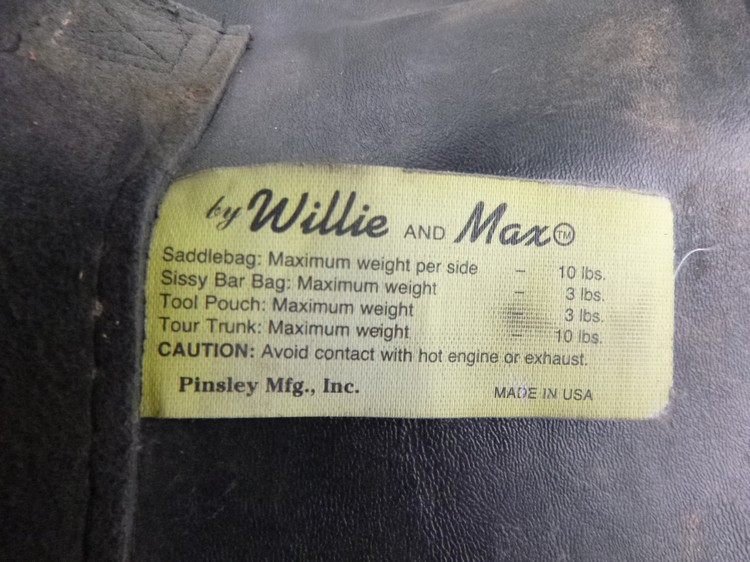 by Willie AND Max™
Saddlebag: Maximum weight per side – 10 lbs.
Sissy Bar Bag: Maximum weight – 3 lbs.
Tool Pouch: Maximum weight – 3 lbs.
Tour Trunk: Maximum weight – 10 lbs.
CAUTION: Avoid contact with hot engine or exhaust.
Pinsley Mfg., Inc. MADE IN USA